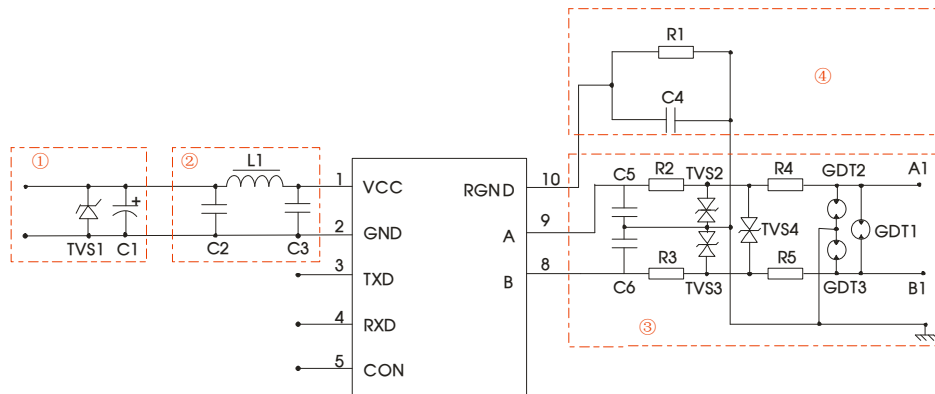 R1
④
C4
①
②
L1
③
1
VCC
RGND
10
C5
R2
TVS2
R4
GDT2
A1
+
TVS1
C1
C2
C3
2
GND
A
9
TVS4
GDT1
3
TXD
B
8
C6
R3
TVS3
R5
GDT3
B1
4
RXD
5
CON